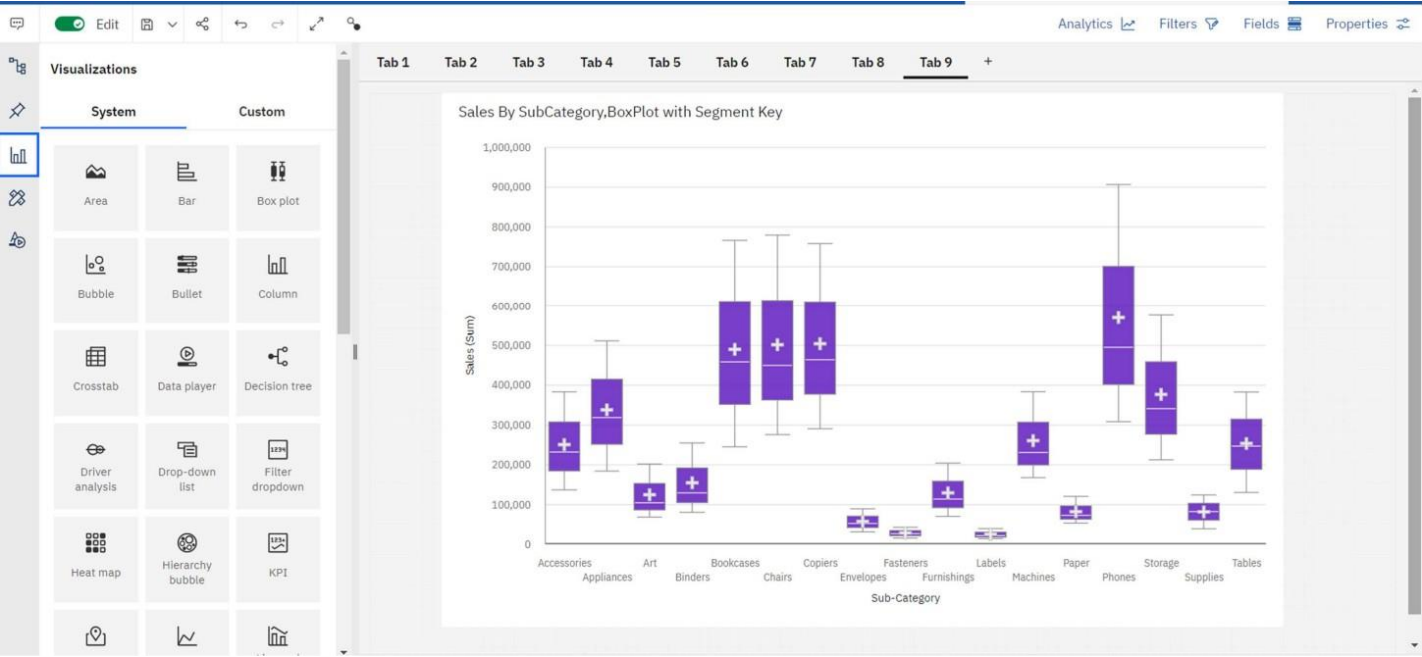 Edit
Analytics Filters Fields Properties
Visualizations
System Custom
Area Bar Box plot
Bubble Bullet Column
Crosstab Data player Decision tree
Driver analysis
Drop-down list
1234
Filter dropdown
Heat map
Hierarchy bubble
KPI
Tab 1 Tab 2 Tab 3 Tab 4 Tab 5 Tab 6 Tab 7 Tab 8 Tab 9 +
Sales By SubCategory,BoxPlot with Segment Key
1,000,000
900,000
800,000
700,000
600,000
500,000
400,000
300,000
200,000
100,000
0
Sales (Sum)
Accessories Art Bookcases Copiers Fasteners Labels Paper Storage Tables
Appliances Binders Chairs Envelopes Furnishings Machines Phones Supplies
Sub-Category